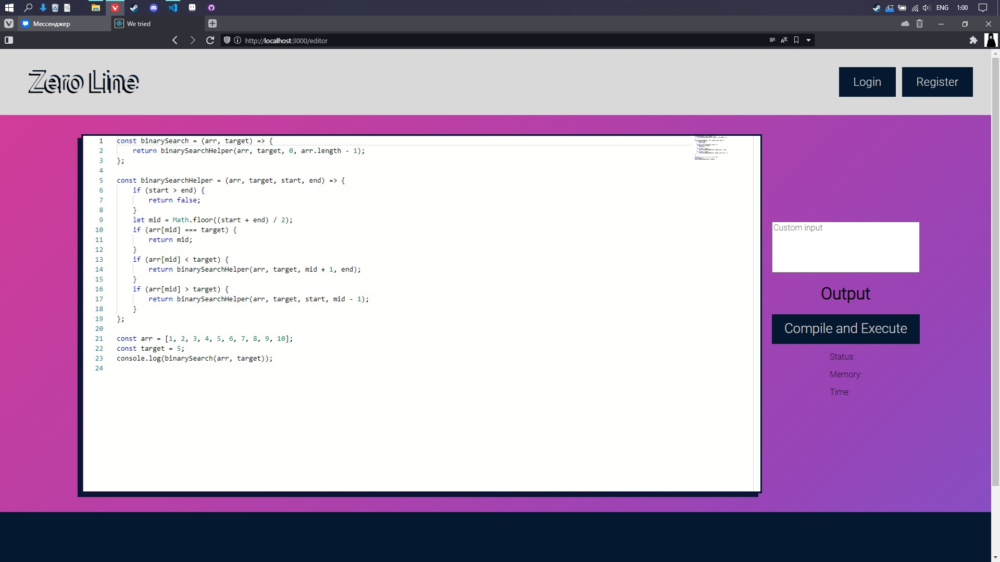 47
ENG
1:00
Мессенджер
We tried
http://localhost:3000/editor
Zero Line
Login
Register
1 const binarySearch = (arr, target) => {
2     return binarySearchHelper(arr, target, 0, arr.length - 1);
3 };
4
5 const binarySearchHelper = (arr, target, start, end) => {
6     if (start > end) {
7         return false;
8     }
9     let mid = Math.floor((start + end) / 2);
10     if (arr[mid] === target) {
11         return mid;
12     }
13     if (arr[mid] < target) {
14         return binarySearchHelper(arr, target, mid + 1, end);
15     }
16     if (arr[mid] > target) {
17         return binarySearchHelper(arr, target, start, mid - 1);
18     }
19 };
20
21 const arr = [1, 2, 3, 4, 5, 6, 7, 8, 9, 10];
22 const target = 5;
23 console.log(binarySearch(arr, target));
24
Custom input
Output
Compile and Execute
Status:
Memory:
Time: